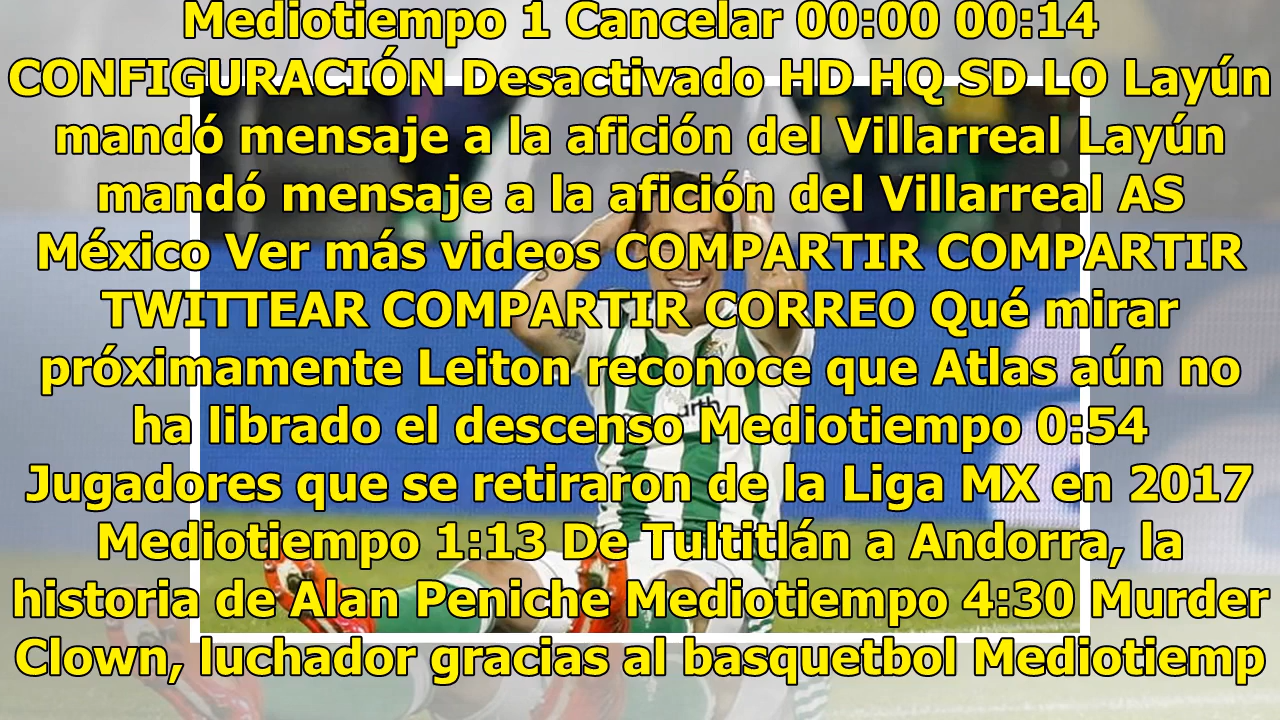 Mediotiempo 1 Cancelar 00:00 00:14
CONFIGURACIÓN Desactivado HD HQ SD LO Layún
mandó mensaje a la afición del Villarreal Layún
mandó mensaje a la afición del Villarreal AS
México Ver más videos COMPARTIR COMPARTIR
TWITTEAR COMPARTIR CORREO Qué mirar
próximamente Leiton reconoce que Atlas aún no
ha librado el descenso Mediotiempo 0:54
Jugadores que se retiraron de la Liga MX en 2017
Mediotiempo 1:13 De Tultitlán a Andorra, la
historia de Alan Peniche Mediotiempo 4:30 Murder
Clown, luchador gracias al basquetbol Mediotiemp